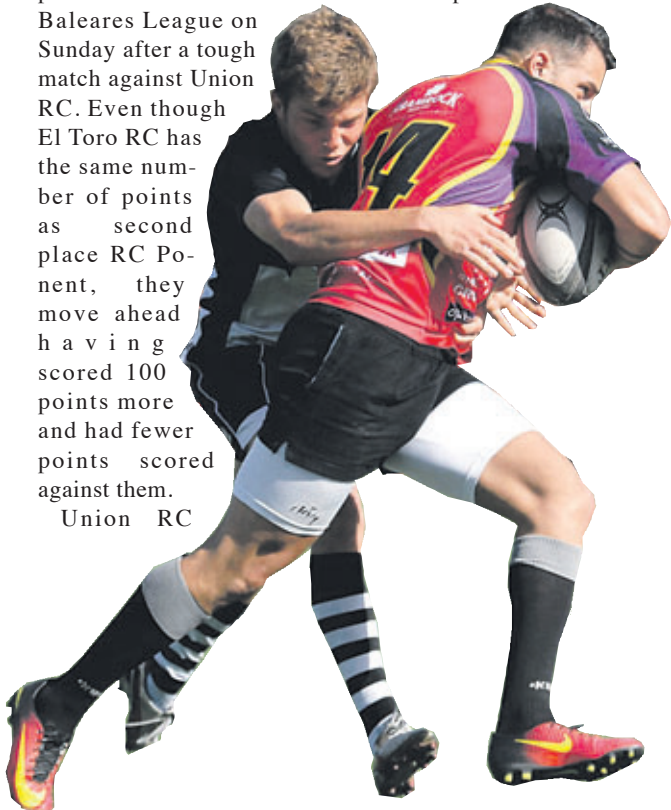 Baleares League on
Sunday after a tough
match against Union
RC. Even though
El Toro RC has
the same num-
ber of points
as second
place RC Po-
nent, they
move ahead
having
scored 100
points more
and had fewer
points scored
against them.
Union RC
SHAMROCK
14